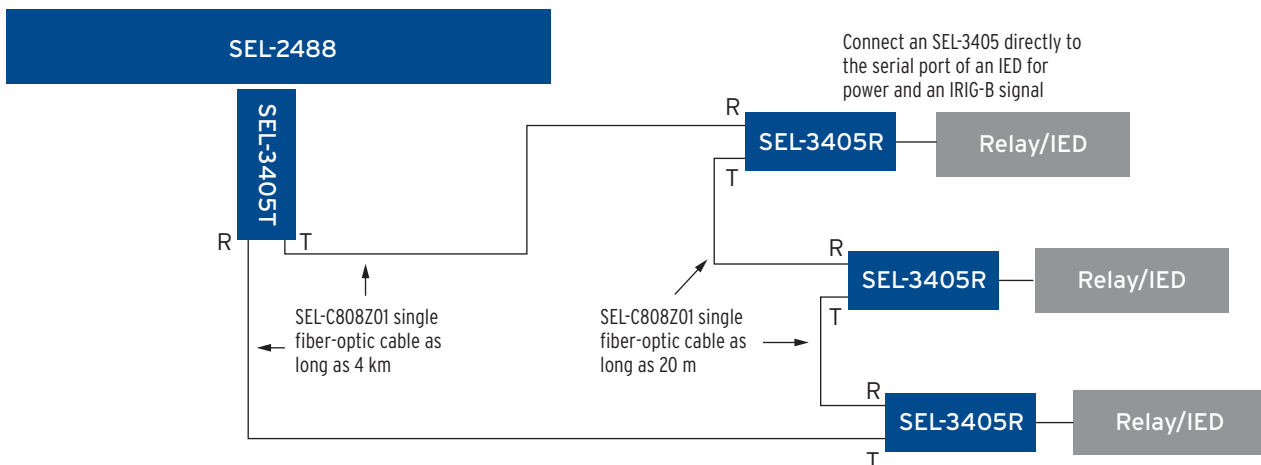 SEL-2488
SEL-3405T
R
T
SEL-C808Z01 single
fiber-optic cable as
long as 4 km
Connect an SEL-3405 directly to
the serial port of an IED for
power and an IRIG-B signal
R
SEL-3405R
Relay/IED
T
R
SEL-3405R
Relay/IED
T
SEL-C808Z01 single
fiber-optic cable as
long as 20 m
R
SEL-3405R
Relay/IED
T